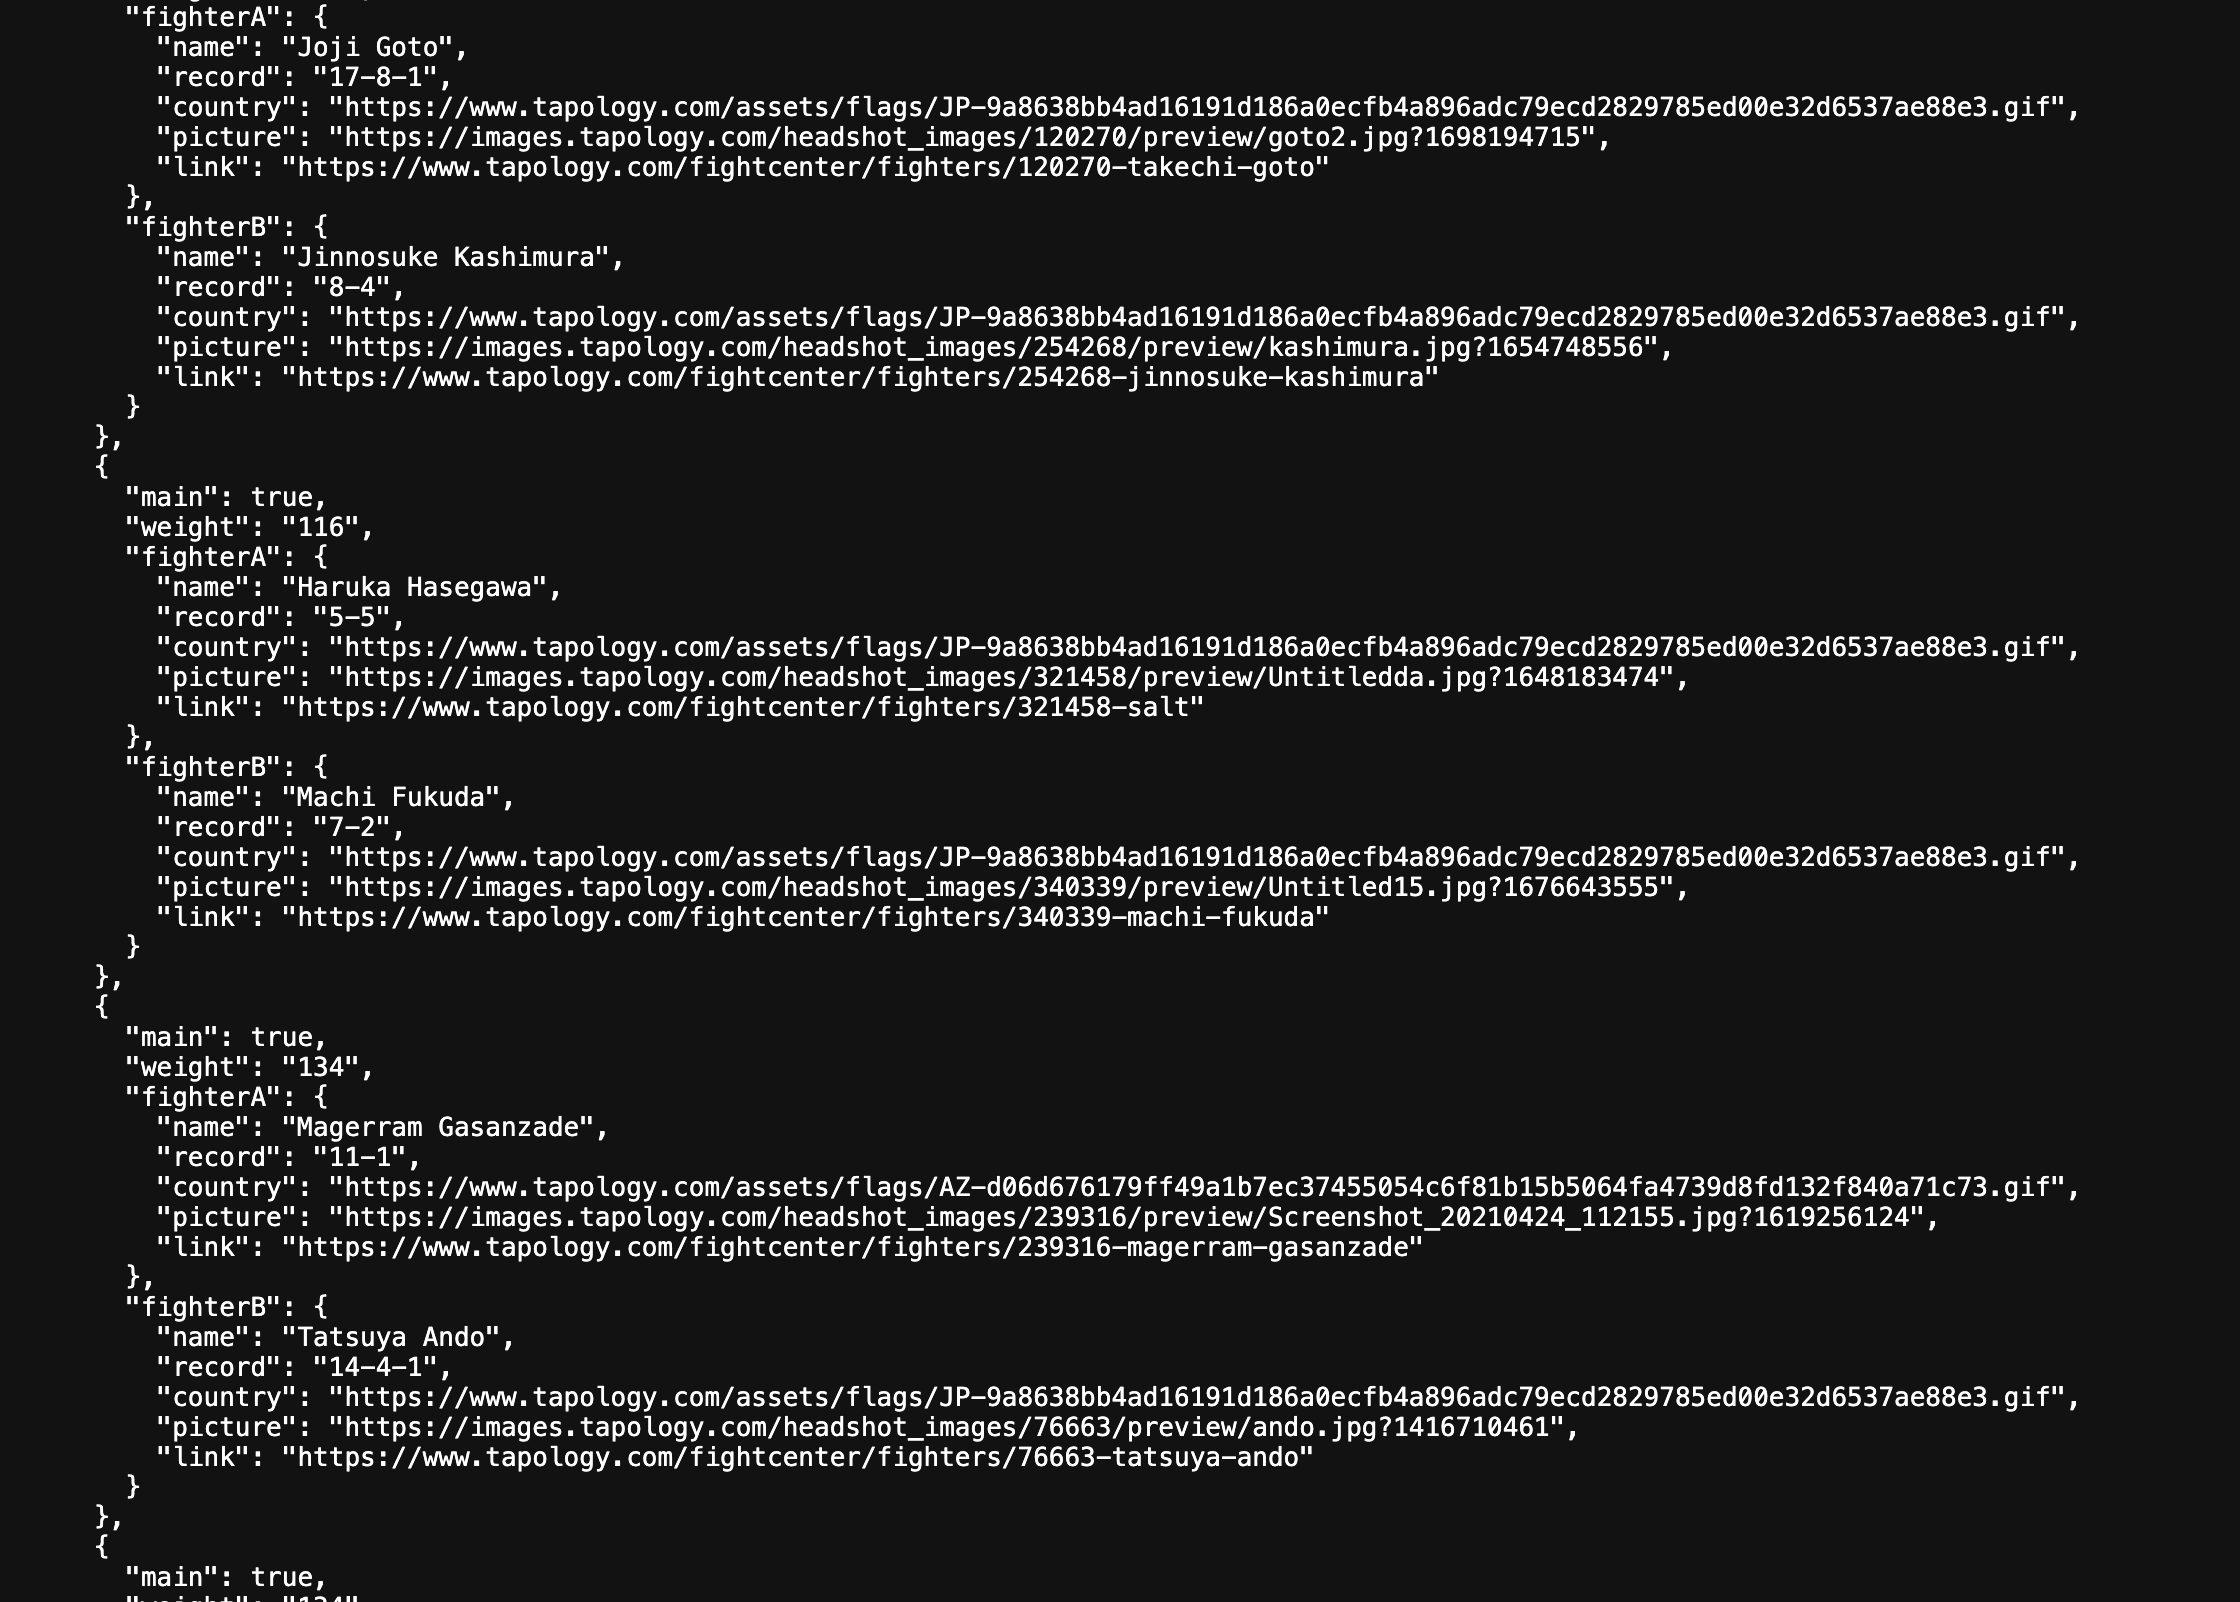 "fighterA": {
"name": "Joji Goto",
"record": "17-8-1",
"country": "https://www.tapology.com/assets/flags/JP-9a8638bb4ad16191d186a0ecfb4a896adc79ecd2829785ed00e32d6537ae88e3.gif",
"picture": "https://images.tapology.com/headshot_images/120270/preview/goto2.jpg?1698194715",
"link": "https://www.tapology.com/fightcenter/fighters/120270-takechi-goto"
},
"fighterB": {
"name": "Jinnosuke Kashimura",
"record": "8-4",
"country": "https://www.tapology.com/assets/flags/JP-9a8638bb4ad16191d186a0ecfb4a896adc79ecd2829785ed00e32d6537ae88e3.gif",
"picture": "https://images.tapology.com/headshot_images/254268/preview/kashimura.jpg?1654748556",
"link": "https://www.tapology.com/fightcenter/fighters/254268-jinnosuke-kashimura"
}
},
{
"main": true,
"weight": "116",
"fighterA": {
"name": "Haruka Hasegawa",
"record": "5-5",
"country": "https://www.tapology.com/assets/flags/JP-9a8638bb4ad16191d186a0ecfb4a896adc79ecd2829785ed00e32d6537ae88e3.gif",
"picture": "https://images.tapology.com/headshot_images/321458/preview/Untitledda.jpg?1648183474",
"link": "https://www.tapology.com/fightcenter/fighters/321458-salt"
},
"fighterB": {
"name": "Machi Fukuda",
"record": "7-2",
"country": "https://www.tapology.com/assets/flags/JP-9a8638bb4ad16191d186a0ecfb4a896adc79ecd2829785ed00e32d6537ae88e3.gif",
"picture": "https://images.tapology.com/headshot_images/340339/preview/Untitled15.jpg?1676643555",
"link": "https://www.tapology.com/fightcenter/fighters/340339-machi-fukuda"
}
},
{
"main": true,
"weight": "134",
"fighterA": {
"name": "Magerram Gasanzade",
"record": "11-1",
"country": "https://www.tapology.com/assets/flags/AZ-d06d676179ff49a1b7ec37455054c6f81b15b5064fa4739d8fd132f840a71c73.gif",
"picture": "https://images.tapology.com/headshot_images/239316/preview/Screenshot_20210424_112155.jpg?1619256124",
"link": "https://www.tapology.com/fightcenter/fighters/239316-magerram-gasanzade"
},
"fighterB": {
"name": "Tatsuya Ando",
"record": "14-4-1",
"country": "https://www.tapology.com/assets/flags/JP-9a8638bb4ad16191d186a0ecfb4a896adc79ecd2829785ed00e32d6537ae88e3.gif",
"picture": "https://images.tapology.com/headshot_images/76663/preview/ando.jpg?1416710461",
"link": "https://www.tapology.com/fightcenter/fighters/76663-tatsuya-ando"
}
},
{
"main": true,